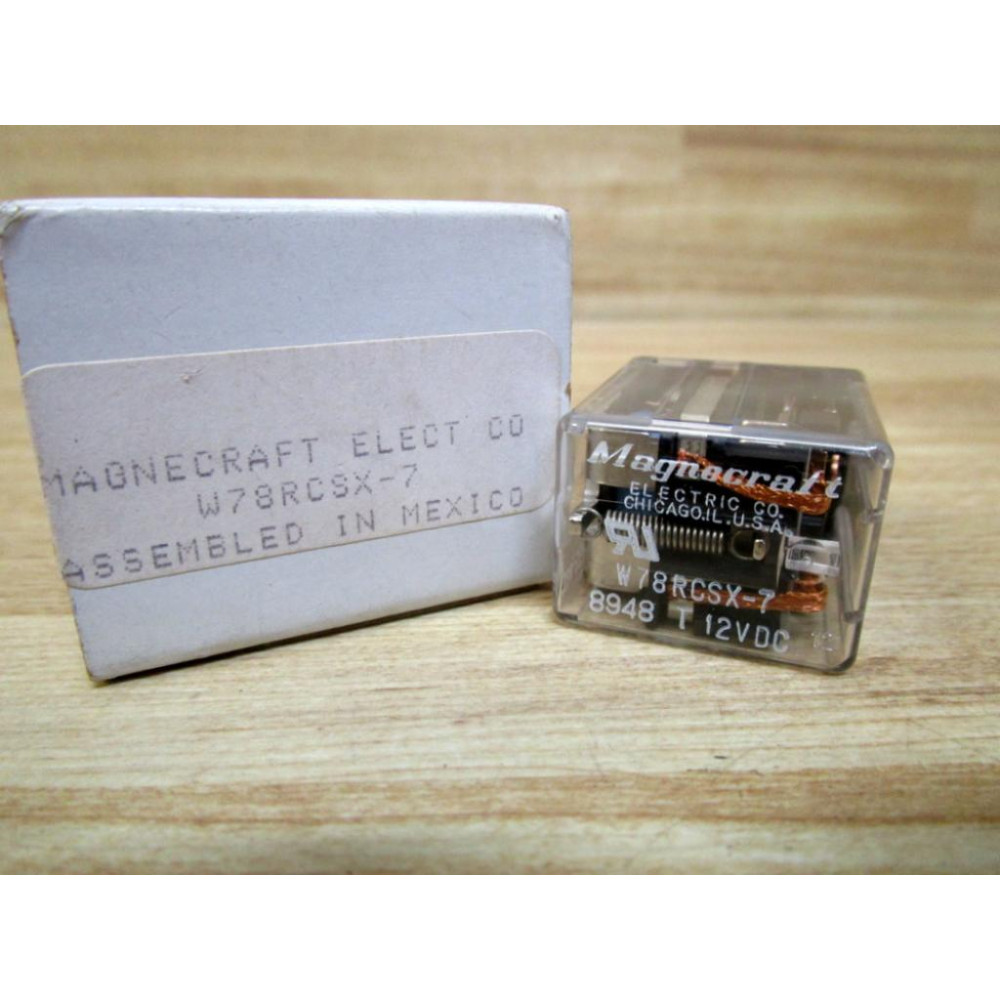 MAGNECRAFT ELECT CO
W78RCSX-7
ASSEMBLED IN MEXICO
Magnecraft
ELECTRIC CO.
CHICAGO,IL. U.S.A.
W78RCSX-7
8948 T 12VDC